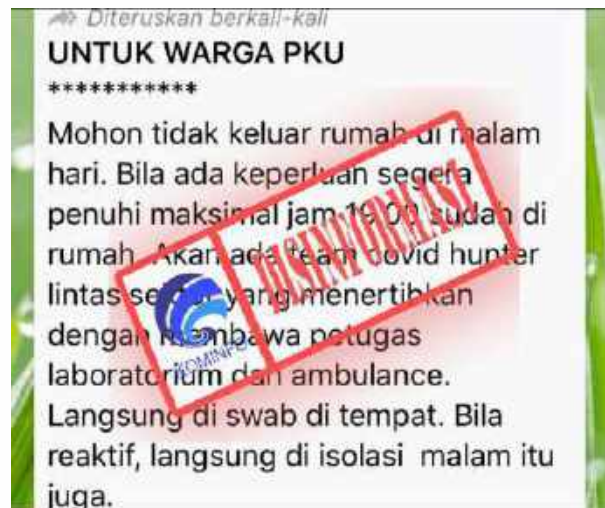 Diteruskan berkali-kali
UNTUK WARGA PKU
***********
Mohon tidak keluar rumah di malam
hari. Bila ada keperluan segera
penuhi maksimal jam 19.00 sudah di
rumah. Akan ada team covid hunter
lintas sektor yang menertibkan
dengan membawa petugas
laboratorium dan ambulance.
Langsung di swab di tempat. Bila
reaktif, langsung di isolasi malam itu
juga.
DISINFORMASI
KOMINFO